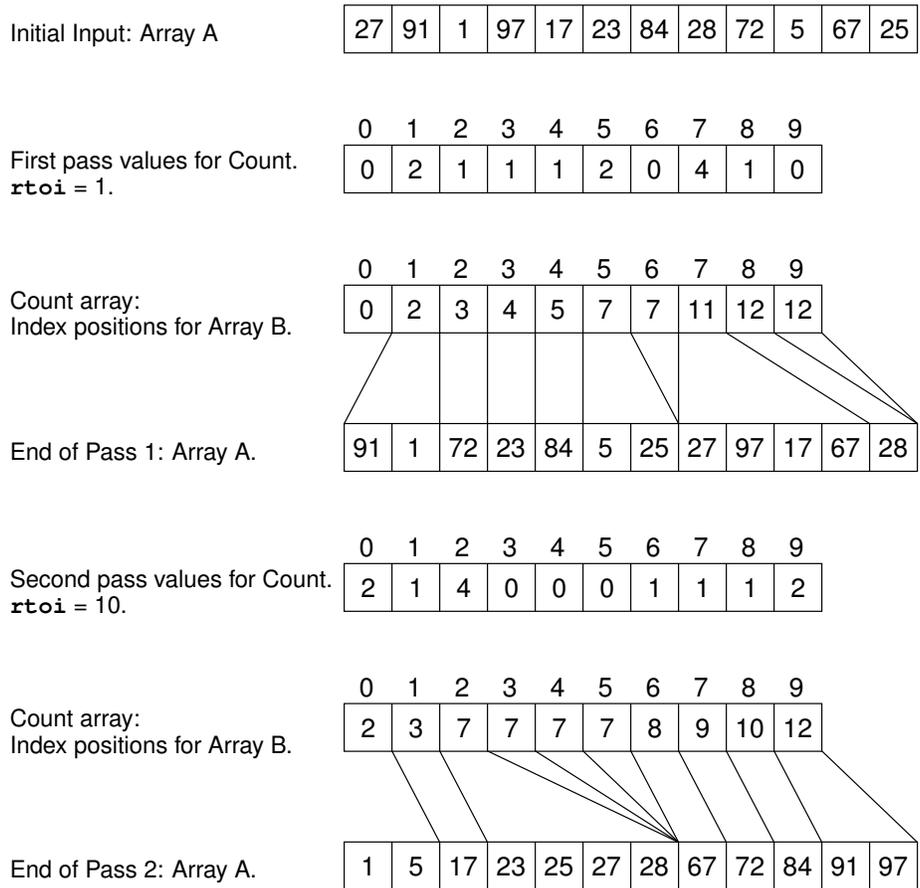 Initial Input: Array A 27 91 1 97 17 23 84 28 72 5 67 25
0 1 2 3 4 5 6 7 8 9
First pass values for Count.
rtoi = 1.
0 2 1 1 1 2 0 4 1 0
0 1 2 3 4 5 6 7 8 9
Count array:
Index positions for Array B.
0 2 3 4 5 7 7 11 12 12
End of Pass 1: Array A. 91 1 72 23 84 5 25 27 97 17 67 28
0 1 2 3 4 5 6 7 8 9
Second pass values for Count.
rtoi = 10.
2 1 4 0 0 0 1 1 1 2
0 1 2 3 4 5 6 7 8 9
Count array:
Index positions for Array B.
2 3 7 7 7 7 8 9 10 12
End of Pass 2: Array A. 1 5 17 23 25 27 28 67 72 84 91 97